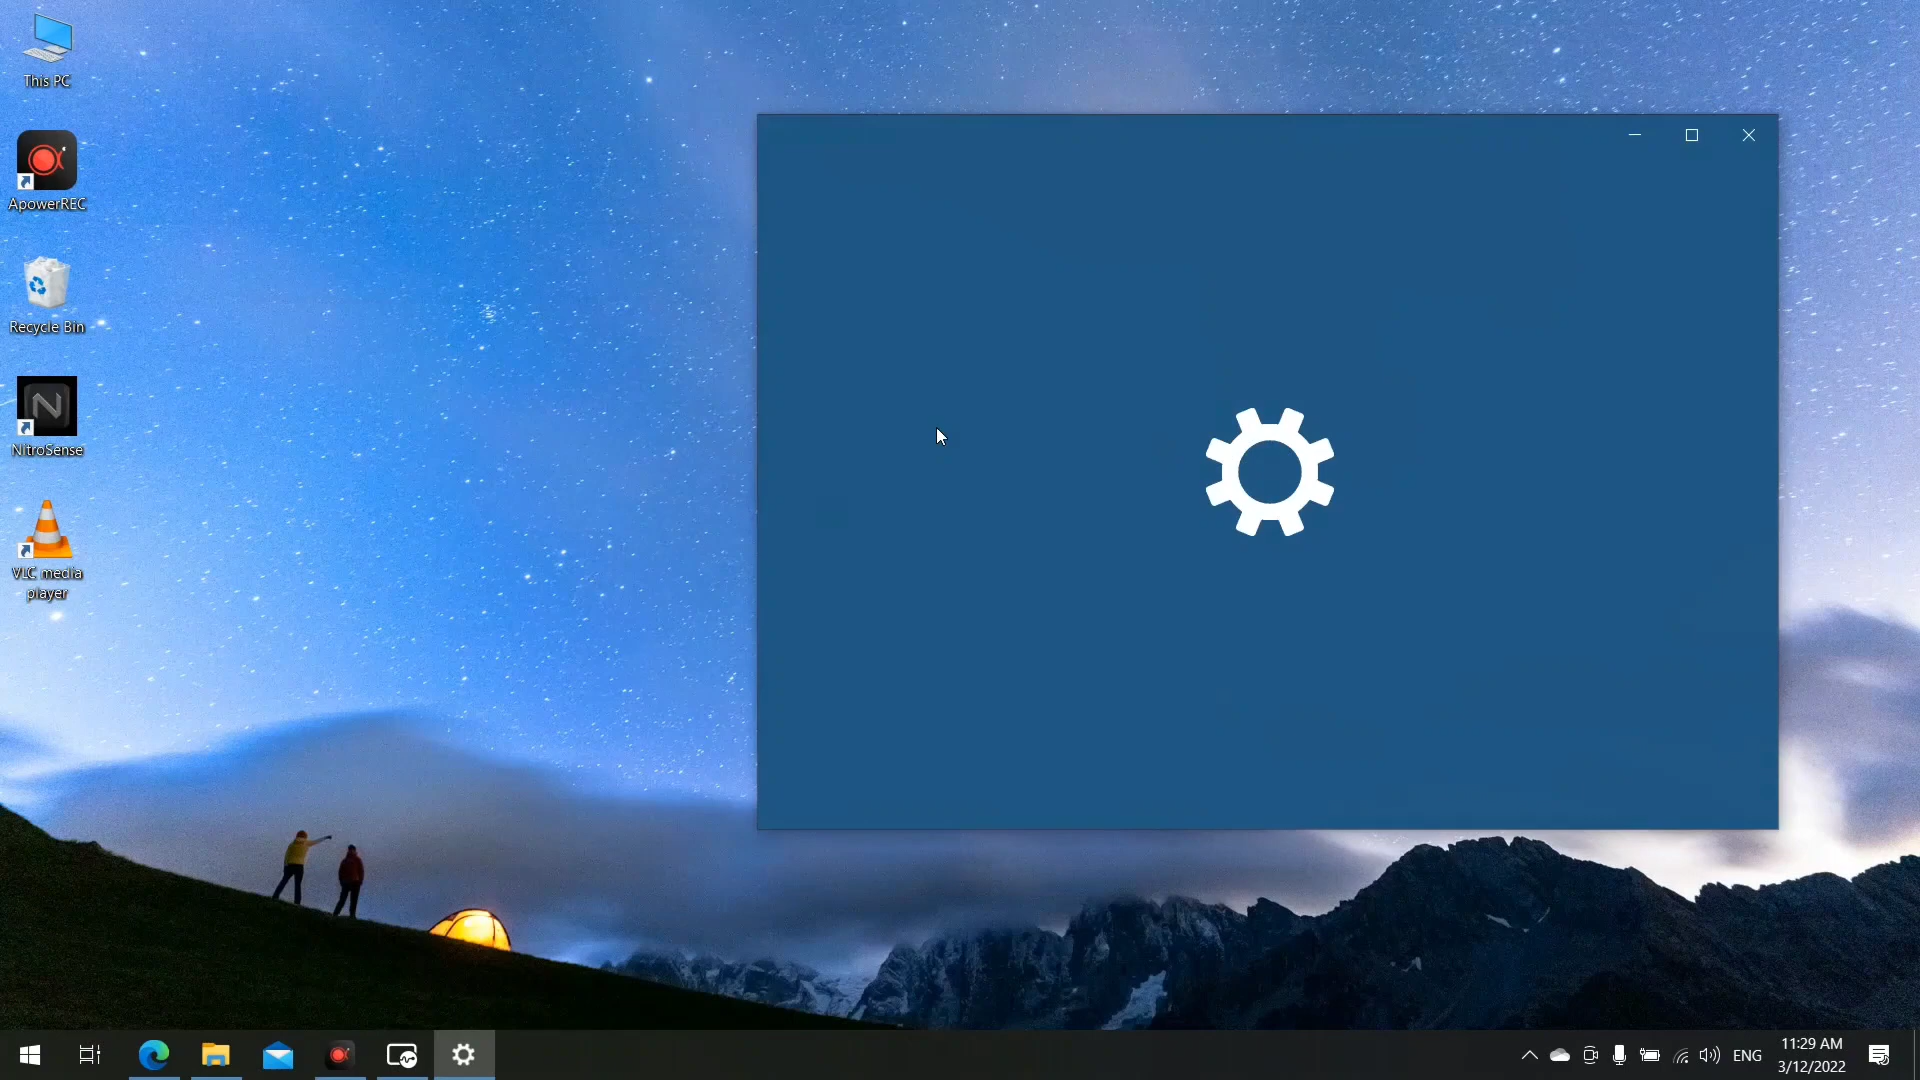 This PC
ApowerREC
Recycle Bin
NitroSense
VLC media
player
ENG
11:29 AM
3/12/2022